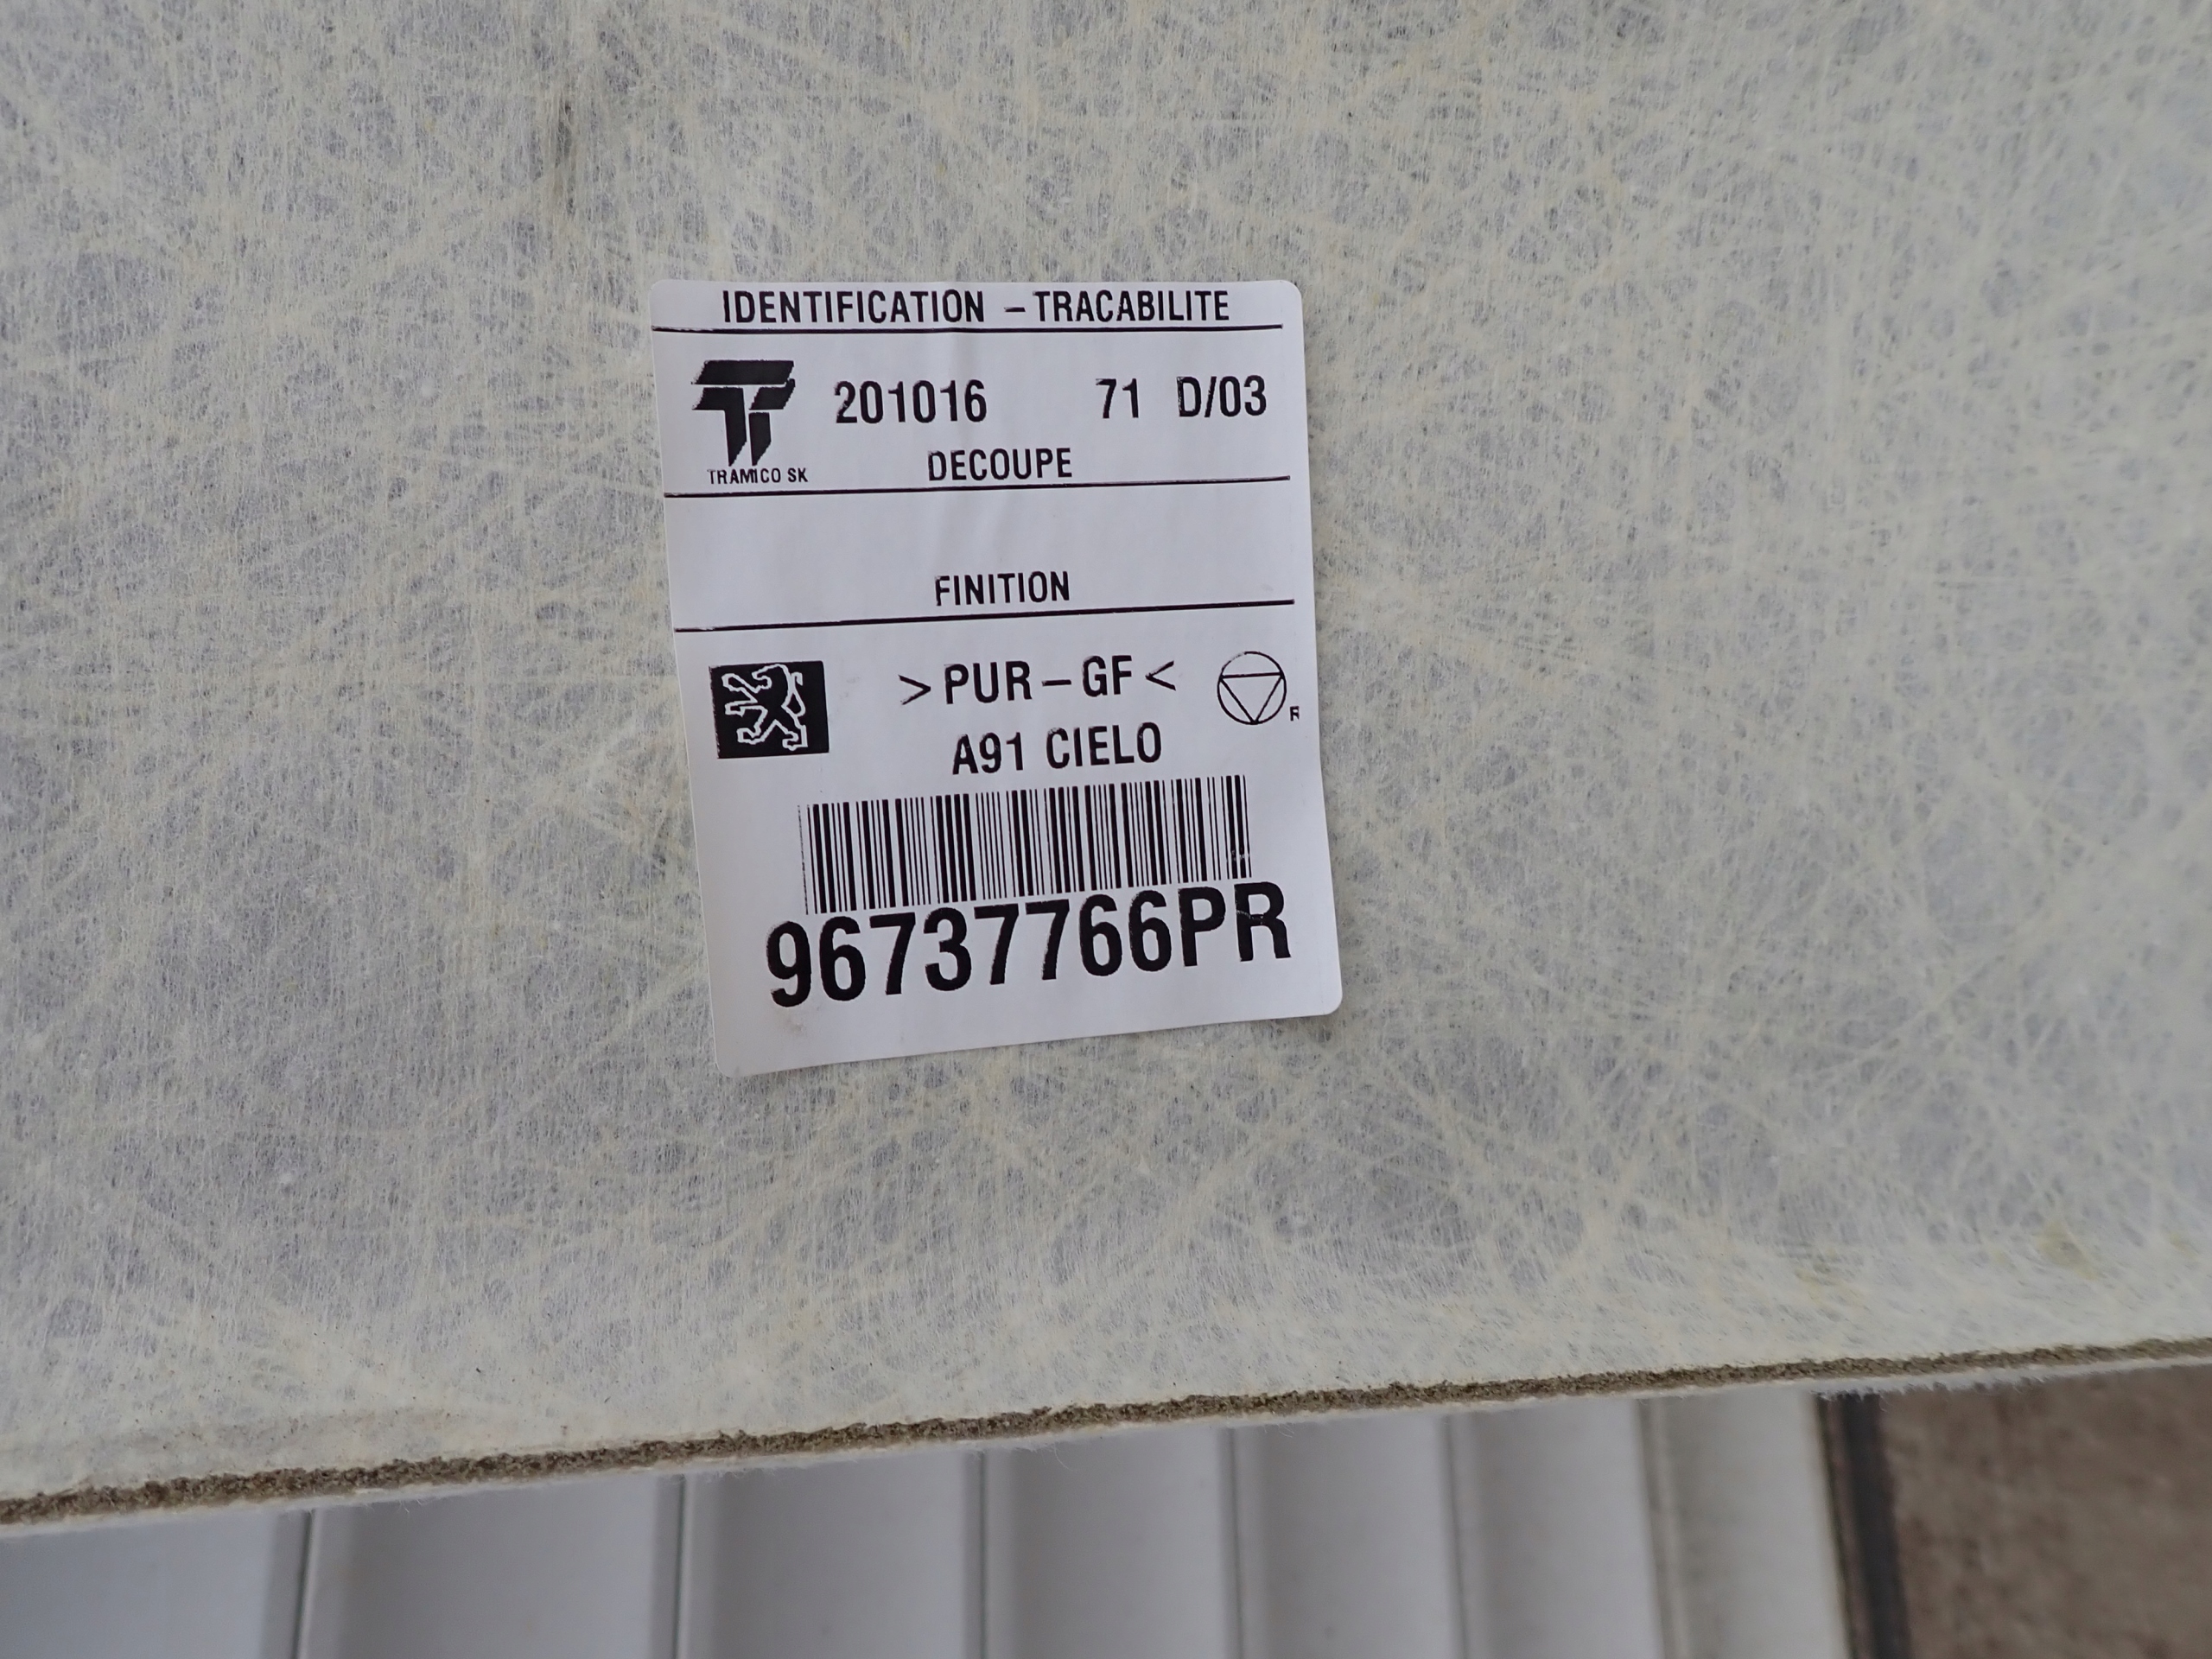 IDENTIFICATION – TRACABILITE
201016 71 D/03
TRAMICO SK
DECOUPE
FINITION
>PUR–GF<
R
A91 CIELO
96737766PR